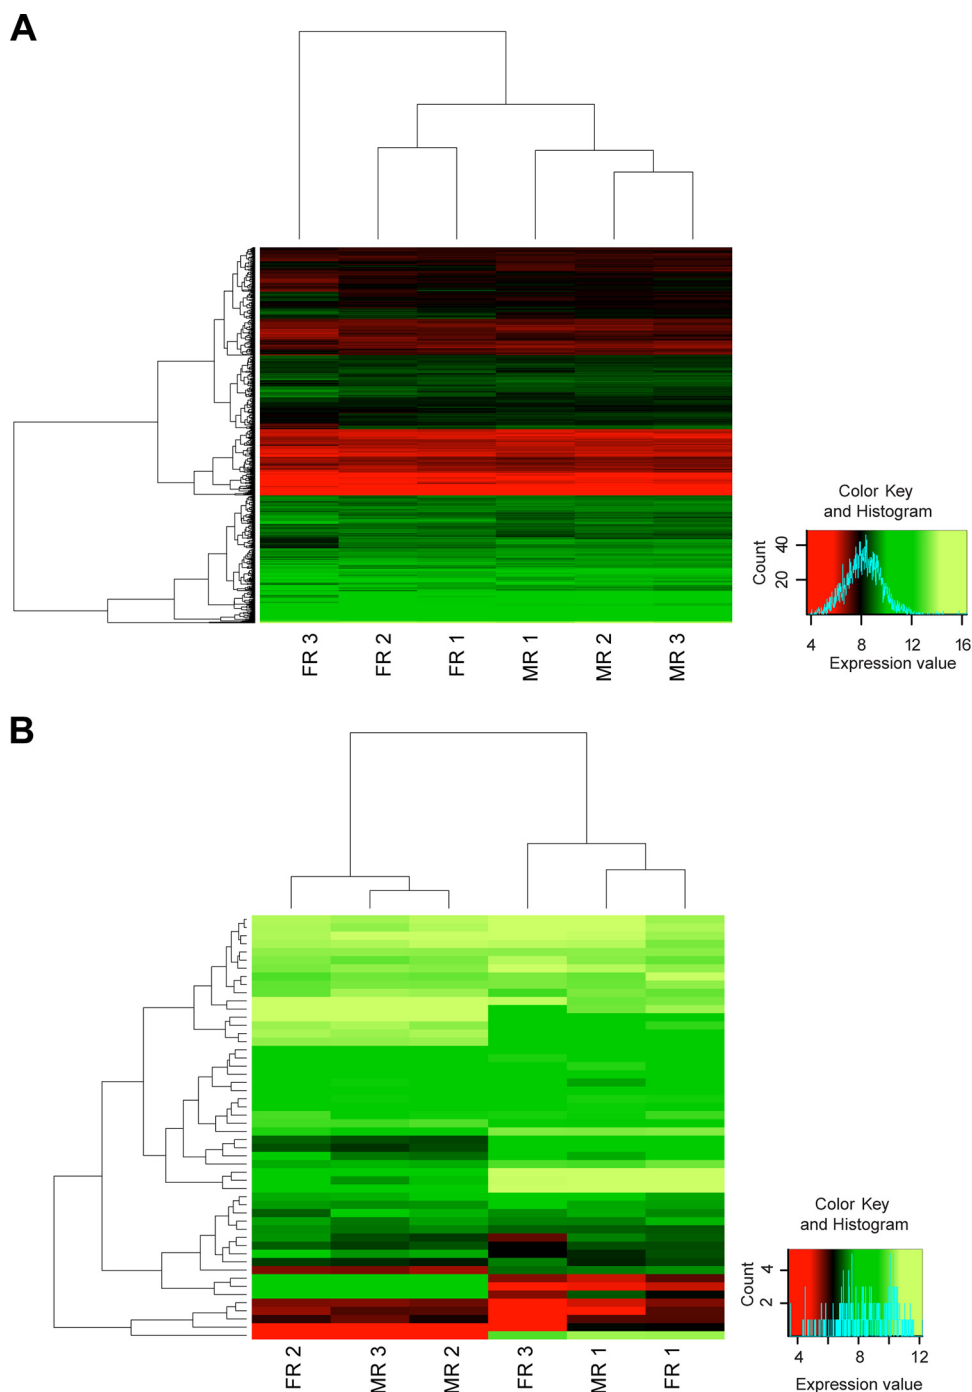 A
FR 3
FR 2
FR 1
MR 1
MR 2
MR 3
Color Key
and Histogram
Count
20
40
4
8
12
16
Expression value
B
FR 2
MR 3
MR 2
FR 3
MR 1
FR 1
Color Key
and Histogram
Count
2
4
4
8
12
Expression value